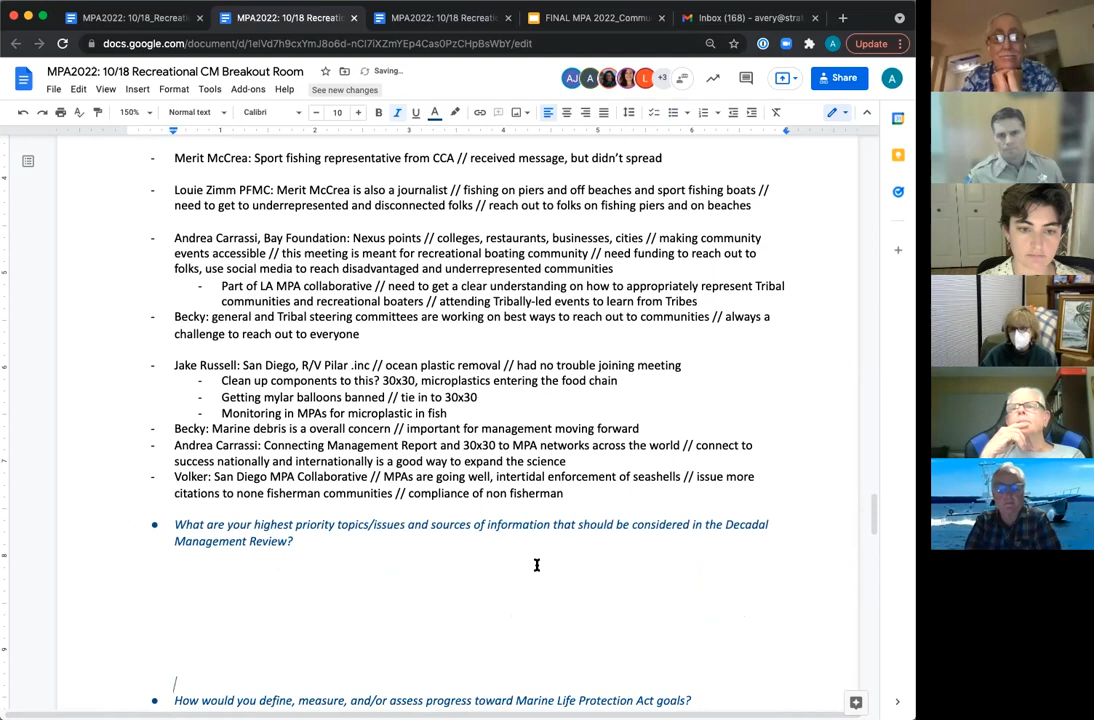 MPA2022: 10/18_Recreati
MPA2022: 10/18 Recreatio
MPA2022: 10/18 Recreatio
FINAL MPA 2022_Commu
Inbox (168) – avery@stra
docs.google.com/document/d/1elVd7h9cxYmJ8o6d-nCl7iXZmYEp4Cas0PzCHpBsWbY/edit
A
Update
MPA2022: 10/18 Recreational CM Breakout Room
Saving...
File Edit View Insert Format Tools Add-ons Help
See new changes
AJ A L +3
Share
A
150% Normal text Calibri 10 B I U A
1 2 3 4 5 6
- Merit McCrea: Sport fishing representative from CCA // received message, but didn't spread
- Louie Zimm PFMC: Merit McCrea is also a journalist // fishing on piers and off beaches and sport fishing boats //
need to get to underrepresented and disconnected folks // reach out to folks on fishing piers and on beaches
- Andrea Carrassi, Bay Foundation: Nexus points // colleges, restaurants, businesses, cities // making community
events accessible // this meeting is meant for recreational boating community // need funding to reach out to
folks, use social media to reach disadvantaged and underrepresented communities
- Part of LA MPA collaborative // need to get a clear understanding on how to appropriately represent Tribal
communities and recreational boaters // attending Tribally-led events to learn from Tribes
- Becky: general and Tribal steering committees are working on best ways to reach out to communities // always a
challenge to reach out to everyone
- Jake Russell: San Diego, R/V Pilar .inc // ocean plastic removal // had no trouble joining meeting
- Clean up components to this? 30x30, microplastics entering the food chain
- Getting mylar balloons banned // tie in to 30x30
- Monitoring in MPAs for microplastic in fish
- Becky: Marine debris is a overall concern // important for management moving forward
- Andrea Carrassi: Connecting Management Report and 30x30 to MPA networks across the world // connect to
success nationally and internationally is a good way to expand the science
- Volker: San Diego MPA Collaborative // MPAs are going well, intertidal enforcement of seashells // issue more
citations to none fisherman communities // compliance of non fisherman
• What are your highest priority topics/issues and sources of information that should be considered in the Decadal
Management Review?
• How would you define, measure, and/or assess progress toward Marine Life Protection Act goals?